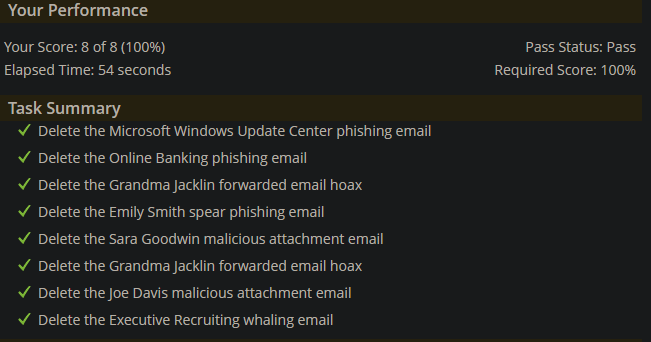 Your Performance
Your Score: 8 of 8 (100%)
Pass Status: Pass
Elapsed Time: 54 seconds
Required Score: 100%
Task Summary
Delete the Microsoft Windows Update Center phishing email
Delete the Online Banking phishing email
Delete the Grandma Jacklin forwarded email hoax
Delete the Emily Smith spear phishing email
Delete the Sara Goodwin malicious attachment email
Delete the Grandma Jacklin forwarded email hoax
Delete the Joe Davis malicious attachment email
Delete the Executive Recruiting whaling email